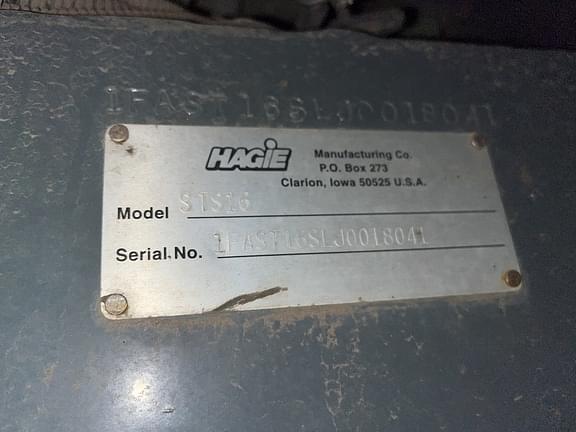 1FAST16SLJ0018041
HAGIE
Manufacturing Co.
P.O. Box 273
Clarion, Iowa 50525 U.S.A.
Model STS16
Serial No. 1FAST16SLJ0018041